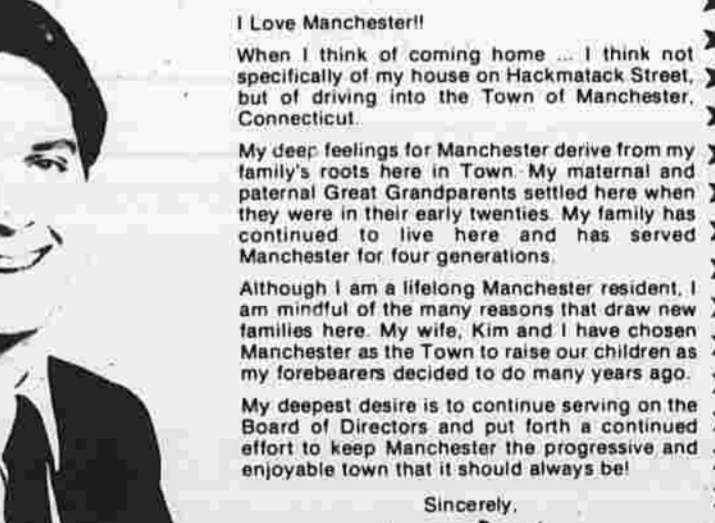 I Love Manchester!!
When I think of coming home ... I think not
specifically of my house on Hackmatack Street,
but of driving into the Town of Manchester,
Connecticut.
My deep feelings for Manchester derive from my
family's roots here in Town. My maternal and
paternal Great Grandparents settled here when
they were in their early twenties. My family has
continued to live here and has served
Manchester for four generations.
Although I am a lifelong Manchester resident, I
am mindful of the many reasons that draw new
families here. My wife, Kim and I have chosen
Manchester as the Town to raise our children as
my forebearers decided to do many years ago.
My deepest desire is to continue serving on the
Board of Directors and put forth a continued
effort to keep Manchester the progressive and
enjoyable town that it should always be!
Sincerely,